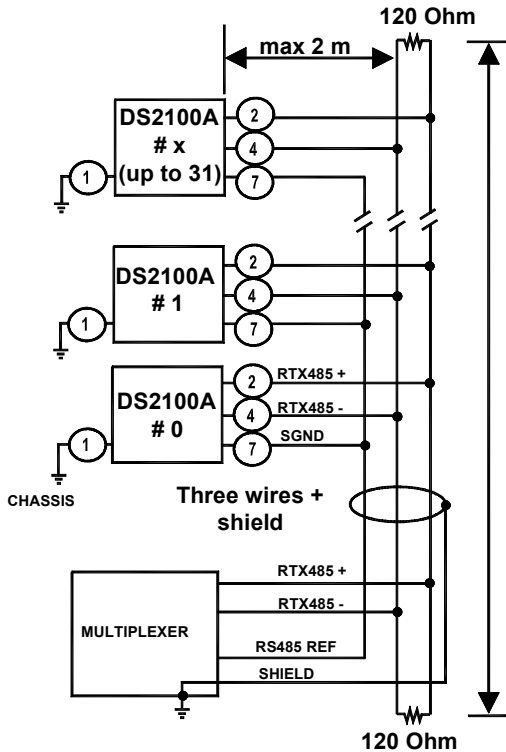 120 Ohm
max 2 m
DS2100A
# x
(up to 31)
2
4
7
1
DS2100A
# 1
2
4
7
1
DS2100A
# 0
2
RTX485 +
4
RTX485 -
7
SGND
1
CHASSIS
Three wires +
shield
MULTIPLEXER
RTX485 +
RTX485 -
RS485 REF
SHIELD
120 Ohm